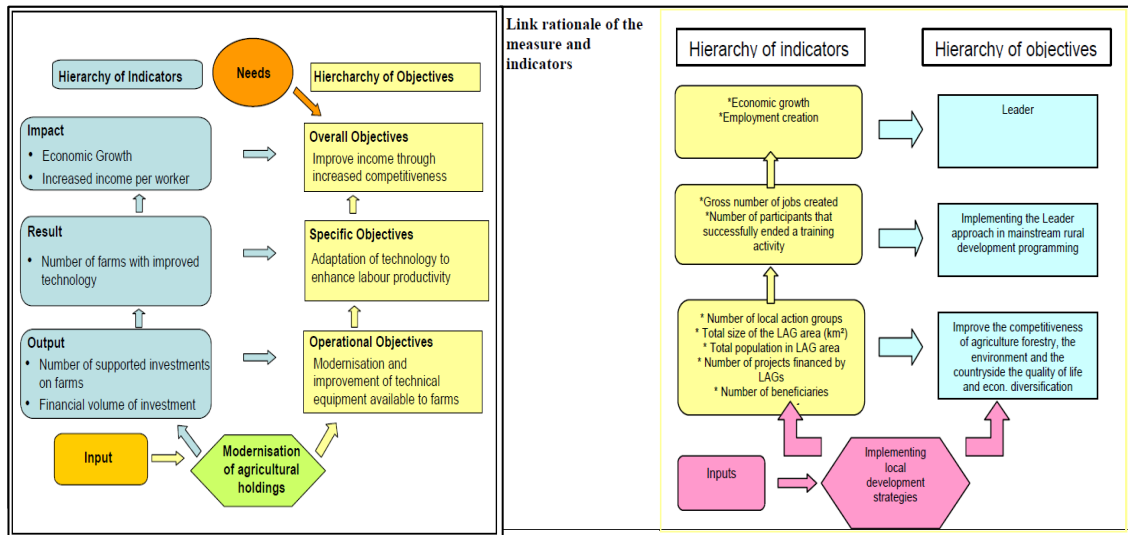 Hierarchy of Indicators
Needs
Hiercharchy of Objectives
Impact
• Economic Growth
• Increased income per worker
Overall Objectives
Improve income through
increased competitiveness
Result
• Number of farms with improved
technology
Specific Objectives
Adaptation of technology to
enhance labour productivity
Output
• Number of supported investments
on farms
• Financial volume of investment
Operational Objectives
Modernisation and
improvement of technical
equipment available to farms
Input
Modernisation
of agricultural
holdings
Link rationale of the
measure and
indicators
Hierarchy of indicators
Hierarchy of objectives
*Economic growth
*Employment creation
Leader
*Gross number of jobs created
*Number of participants that
successfully ended a training
activity
Implementing the Leader
approach in mainstream rural
development programming
* Number of local action groups
* Total size of the LAG area (km²)
* Total population in LAG area
* Number of projects financed by
LAGs
* Number of beneficiaries
Improve the competitiveness
of agriculture forestry, the
environment and the
countryside the quality of life
and econ. diversification
Inputs
Implementing
local
development
strategies